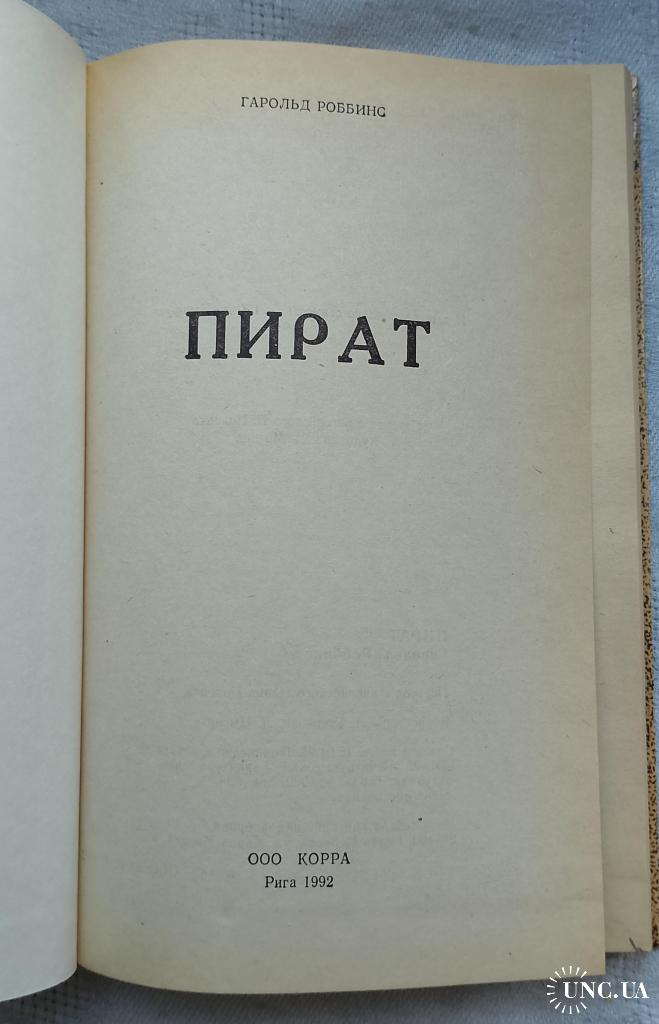 ГАРОЛЬД РОББИНС
ПИРАТ
ООО КОРРА
Рига 1992
UNC.UA